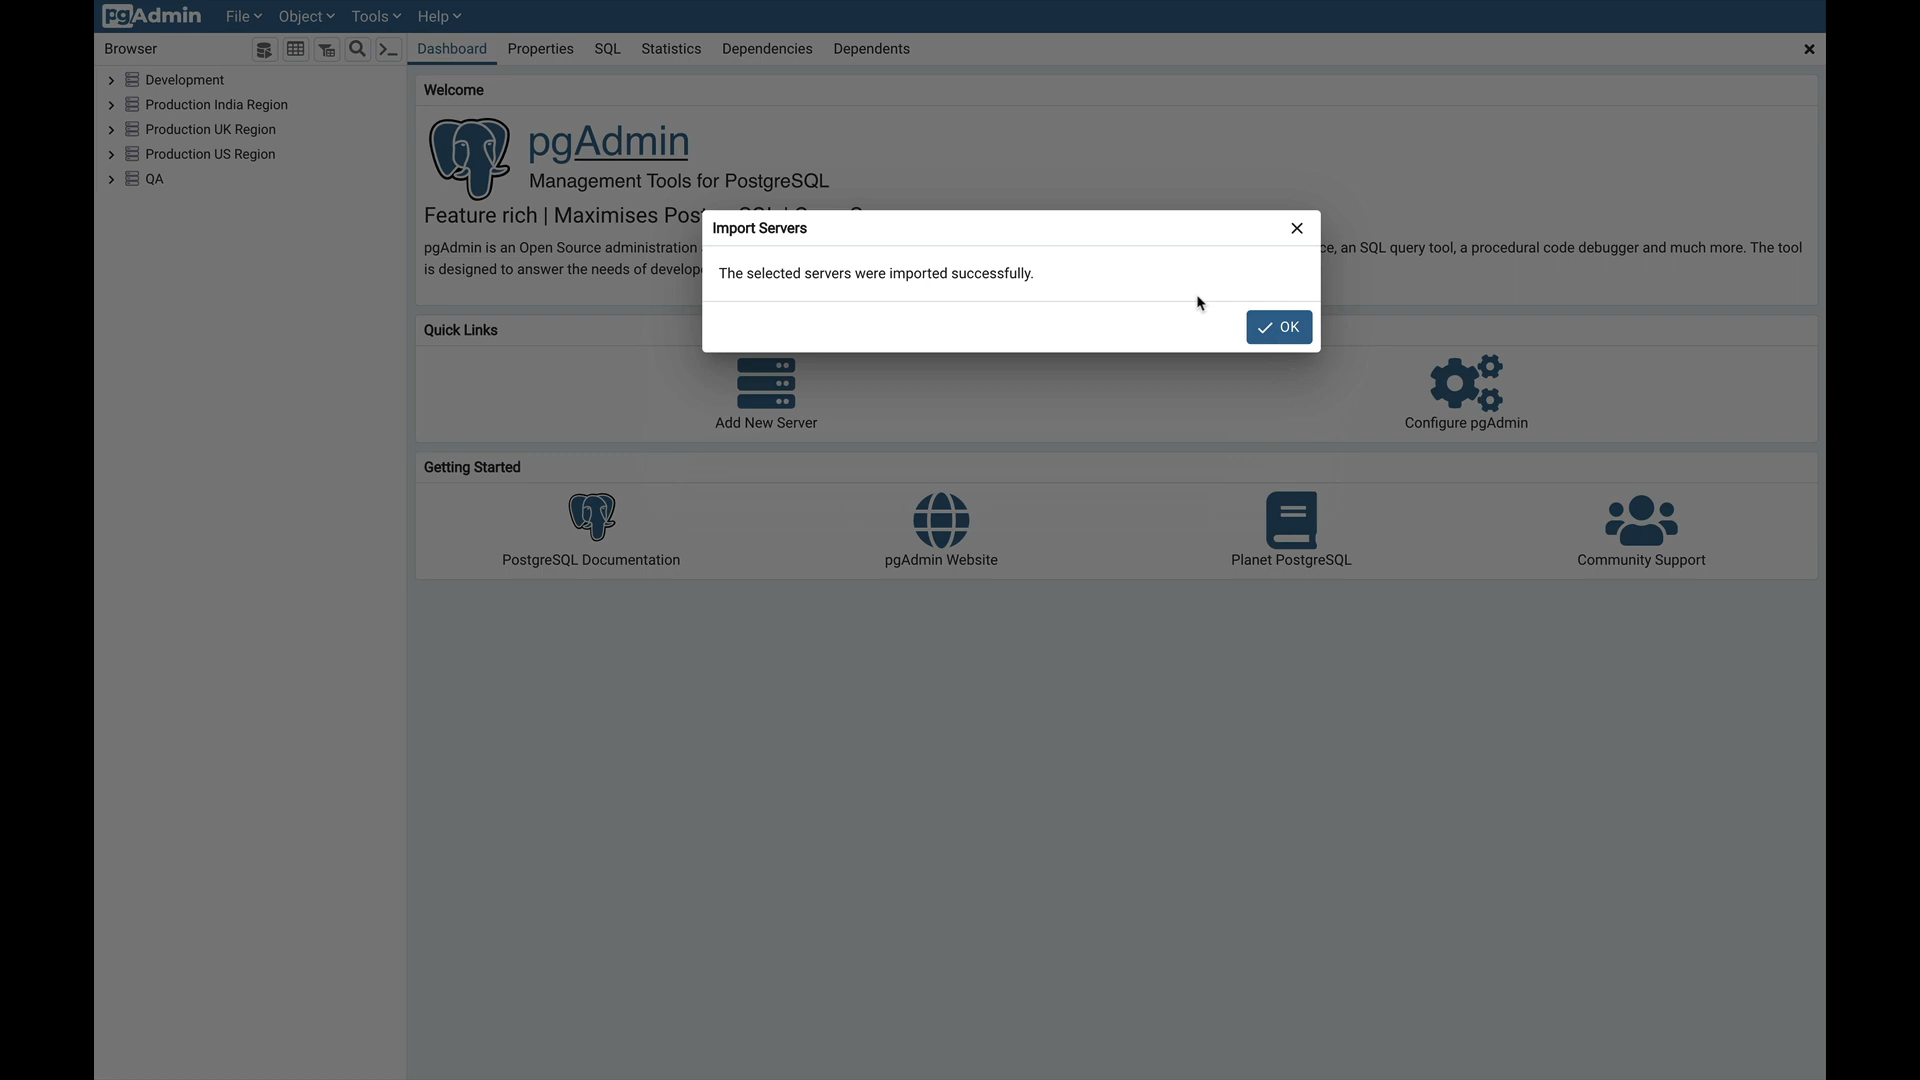 pgAdmin File Object Tools Help
Browser Dashboard Properties SQL Statistics Dependencies Dependents
Development
Production India Region
Production UK Region
Production US Region
QA
Welcome
pgAdmin
Management Tools for PostgreSQL
Feature rich | Maximises
pgAdmin is an Open Source administration an SQL query tool, a procedural code debugger and much more. The tool
is designed to answer the needs of
Import Servers
The selected servers were imported successfully.
OK
Quick Links
Add New Server
Configure pgAdmin
Getting Started
PostgreSQL Documentation
pgAdmin Website
Planet PostgreSQL
Community Support